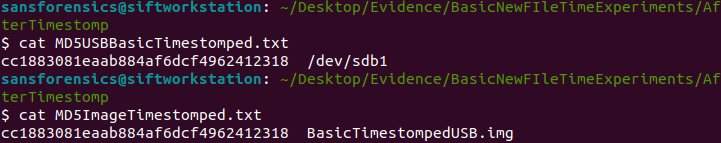 sansforensics@siftworkstation: ~/Desktop/Evidence/BasicNewFIleTimeExperiments/Af
terTimestomp
$ cat MD5USBBasicTimestomped.txt
cc1883081eaab884af6dcf4962412318  /dev/sdb1
sansforensics@siftworkstation: ~/Desktop/Evidence/BasicNewFIleTimeExperiments/Af
terTimestomp
$ cat MD5ImageTimestomped.txt
cc1883081eaab884af6dcf4962412318  BasicTimestompedUSB.img